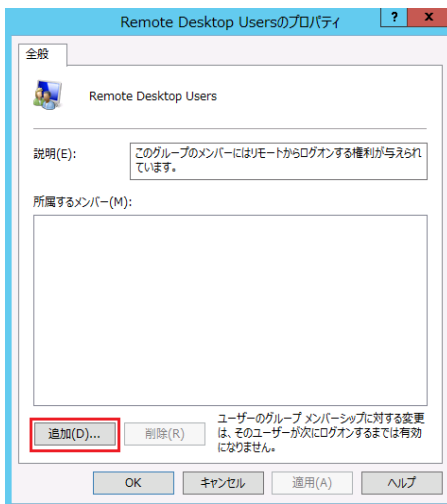 Remote Desktop Usersのプロパティ
? x
全般
Remote Desktop Users
説明(E):
このグループのメンバーにはリモートからログオンする権利が与えられ
ています。
所属するメンバー(M):
追加(D)...
削除(R)
ユーザーのグループ メンバーシップに対する変更
は、そのユーザーが次にログオンするまでは有効
になりません。
OK
キャンセル
適用(A)
ヘルプ